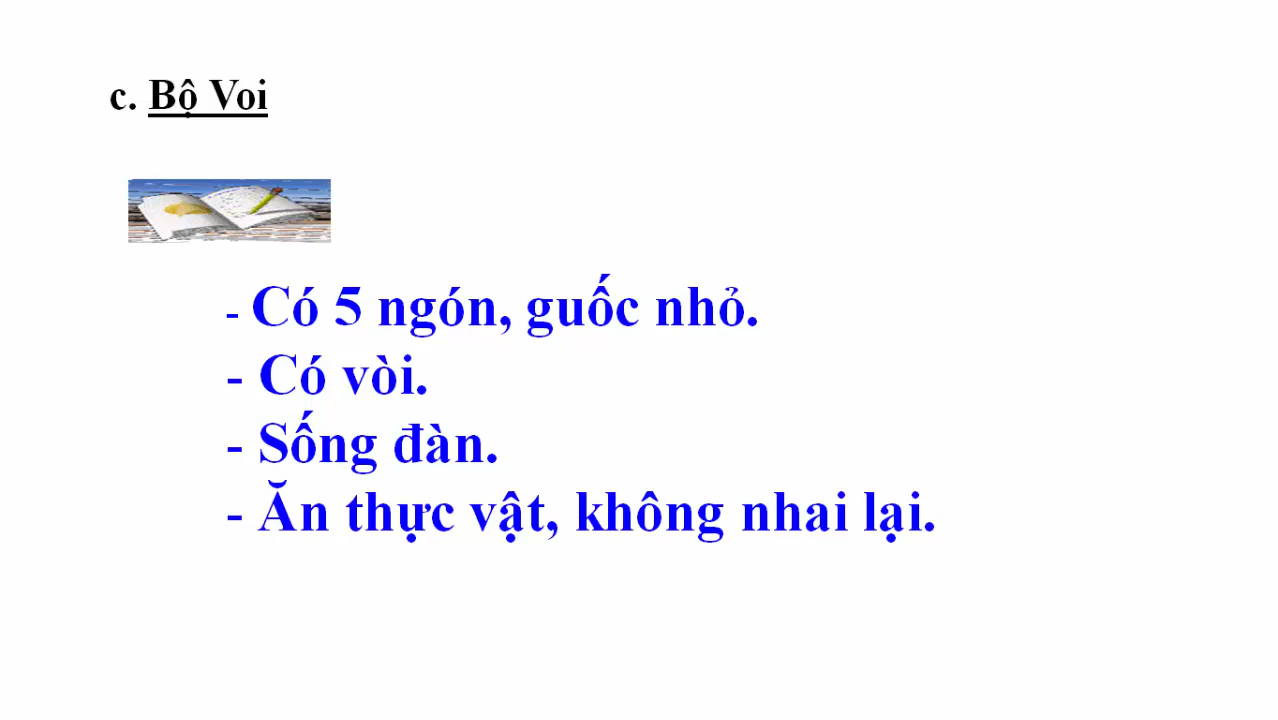 c. Bộ Voi
- Có 5 ngón, guốc nhỏ.
- Có vòi.
- Sống đàn.
- Ăn thực vật, không nhai lại.